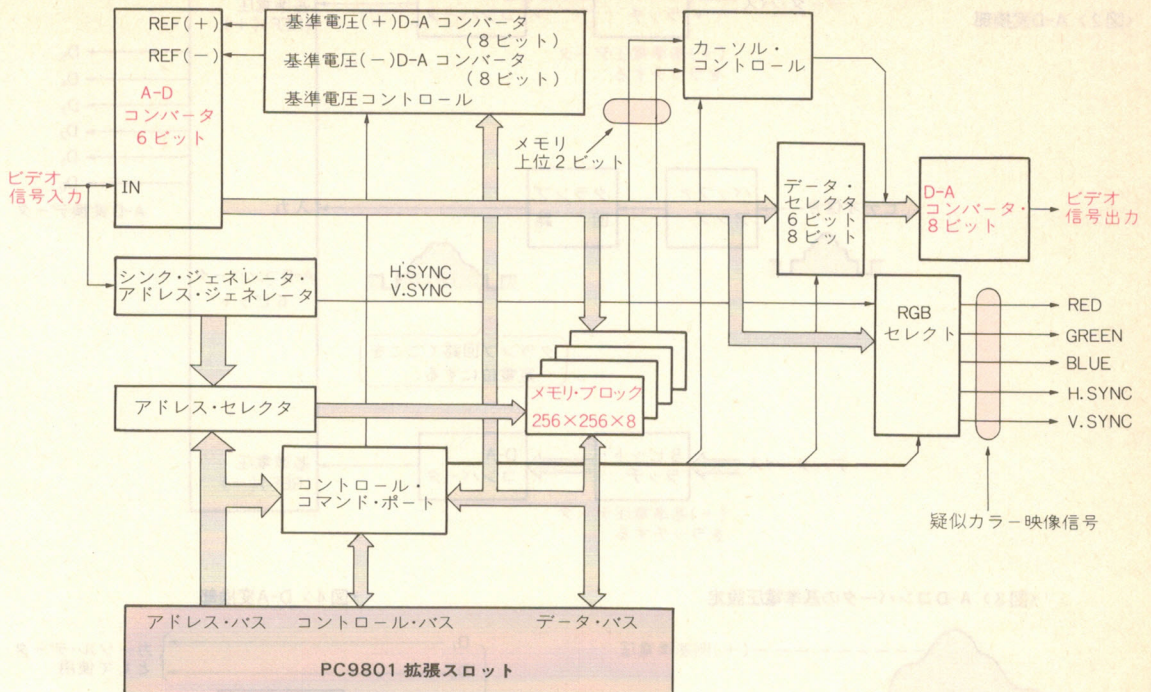 REF(+)
REF(−)
A-D
コンバータ
6ビット
IN
基準電圧(+)D-A コンバータ
(8ビット)
基準電圧(−)D-A コンバータ
(8ビット)
基準電圧コントロール
カーソル・
コントロール
メモリ
上位2ビット
ビデオ
信号入力
データ・
セレクタ
6ビット
8ビット
D-A
コンバータ・
8ビット
ビデオ
信号出力
シンク・ジェネレータ・
アドレス・ジェネレータ
H.SYNC
V.SYNC
RGB
セレクト
RED
GREEN
BLUE
H.SYNC
V.SYNC
アドレス・セレクタ
メモリ・ブロック
256×256×8
コントロール・
コマンド・ポート
疑似カラー映像信号
アドレス・バス
コントロール・バス
データ・バス
PC9801 拡張スロット